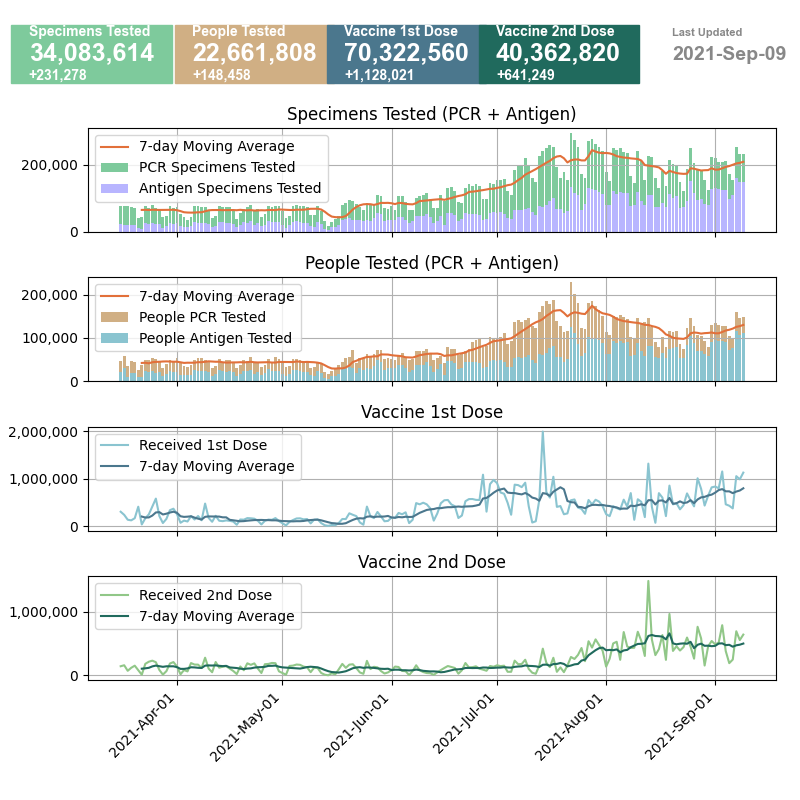 Specimens Tested
34,083,614
+231,278
People Tested
22,661,808
+148,458
Vaccine 1st Dose
70,322,560
+1,128,021
Vaccine 2nd Dose
40,362,820
+641,249
Last Updated
2021-Sep-09
Specimens Tested (PCR + Antigen)
7-day Moving Average
PCR Specimens Tested
Antigen Specimens Tested
200,000
0
People Tested (PCR + Antigen)
7-day Moving Average
People PCR Tested
People Antigen Tested
200,000
100,000
0
Vaccine 1st Dose
Received 1st Dose
7-day Moving Average
2,000,000
1,000,000
0
Vaccine 2nd Dose
Received 2nd Dose
7-day Moving Average
1,000,000
0
2021-Apr-01
2021-May-01
2021-Jun-01
2021-Jul-01
2021-Aug-01
2021-Sep-01